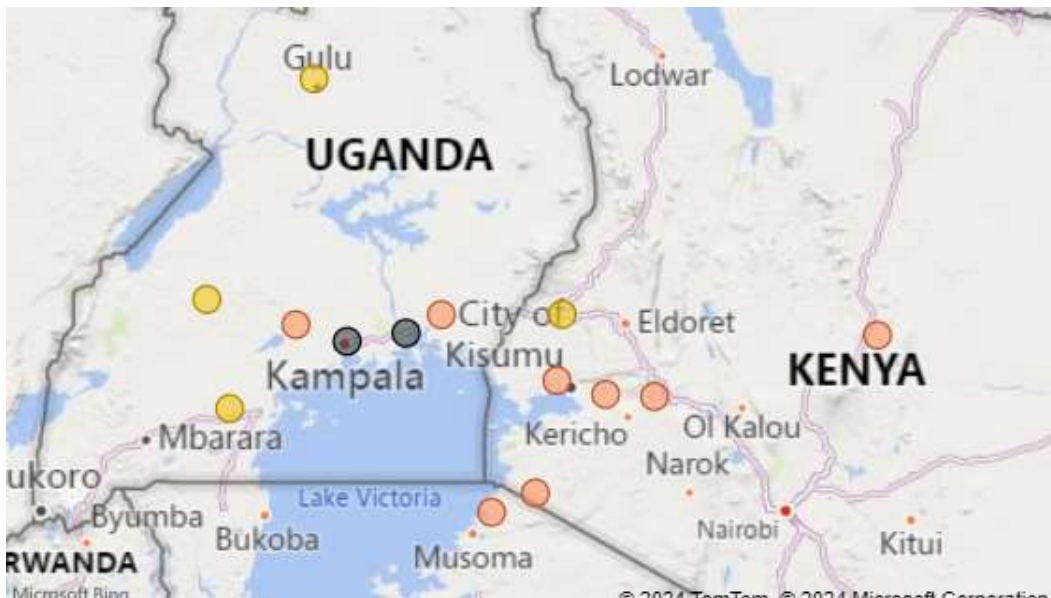 Gulu
Lodwar
UGANDA
City of
Kisumu
Eldoret
Kampala
KENYA
Mbarara
Kericho
Ol Kalou
Narok
ukoro
Lake Victoria
Byumba
Bukoba
Musoma
Nairobi
Kitui
RWANDA
Microsoft Bing
© 2024 TomTom, © 2024 Microsoft Corporation